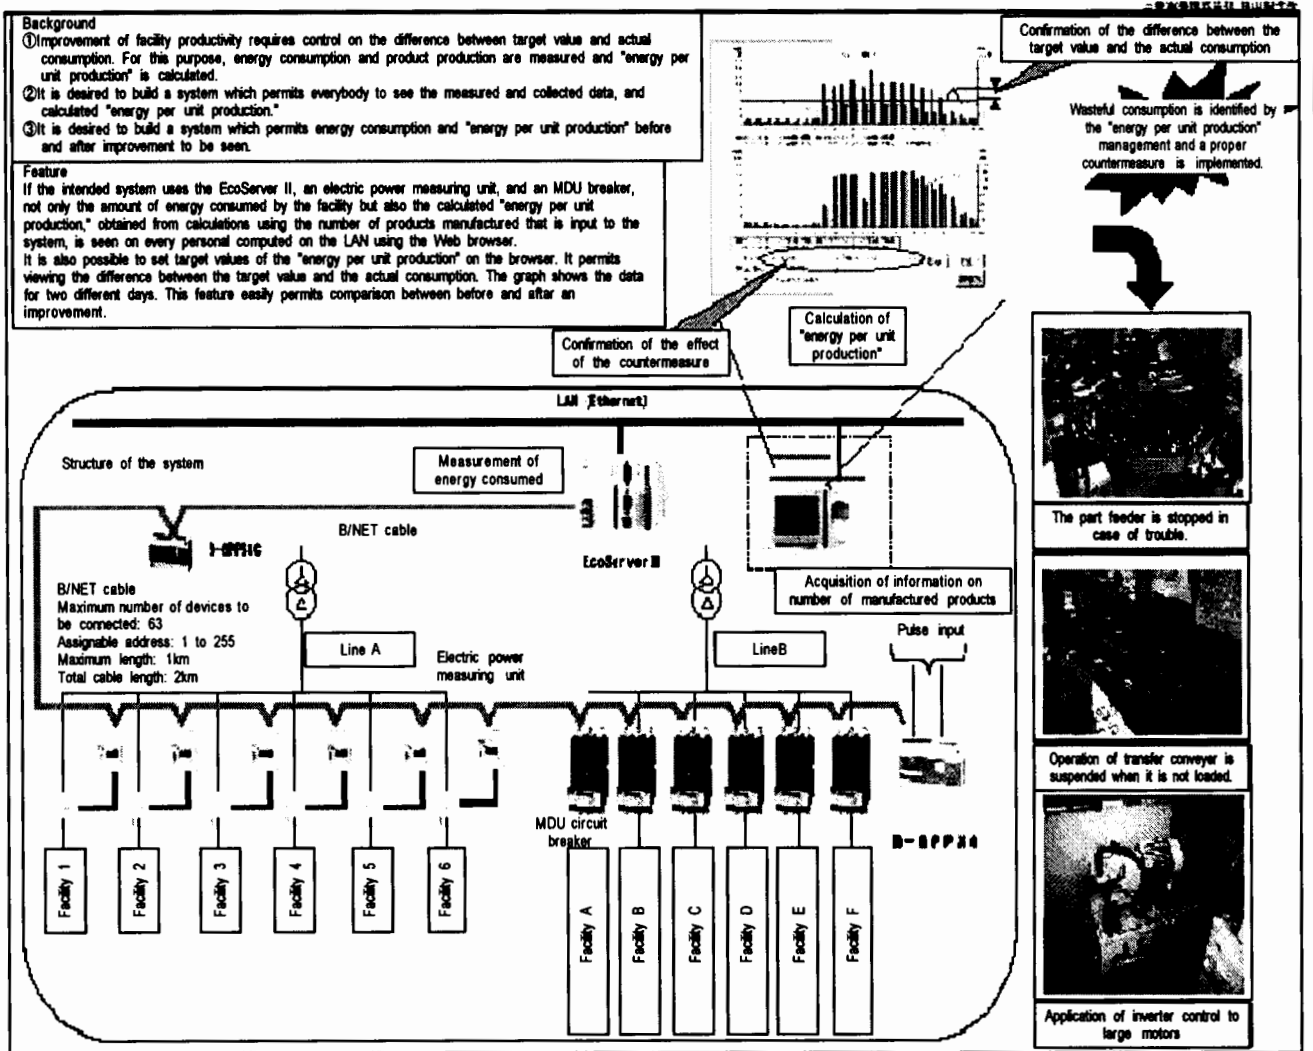 Background
①Improvement of facility productivity requires control on the difference between target value and actual
consumption. For this purpose, energy consumption and product production are measured and "energy per
unit production" is calculated.
②It is desired to build a system which permits everybody to see the measured and collected data, and
calculated "energy per unit production."
③It is desired to build a system which permits energy consumption and "energy per unit production" before
and after improvement to be seen.
Feature
If the intended system uses the EcoServer II, an electric power measuring unit, and an MDU breaker,
not only the amount of energy consumed by the facility but also the calculated "energy per unit
production," obtained from calculations using the number of products manufactured that is input to the
system, is seen on every personal computed on the LAN using the Web browser.
It is also possible to set target values of the "energy per unit production" on the browser. It permits
viewing the difference between the target value and the actual consumption. The graph shows the data
for two different days. This feature easily permits comparison between before and after an
improvement.
Confirmation of the difference between the
target value and the actual consumption
Wasteful consumption is identified by
the "energy per unit production"
management and a proper
countermeasure is implemented.
Calculation of
"energy per unit
production"
Confirmation of the effect
of the countermeasure
LAN (Ethernet)
Structure of the system
Measurement of
energy consumed
B/NET cable
EcoServer II
Acquisition of information on
number of manufactured products
B/NET cable
Maximum number of devices to
be connected: 63
Assignable address: 1 to 255
Maximum length: 1km
Total cable length: 2km
Line A
Electric power
measuring unit
LineB
Pulse input
MDU circuit
breaker
Facility 1
Facility 2
Facility 3
Facility 4
Facility 5
Facility 6
Facility A
Facility B
Facility C
Facility D
Facility E
Facility F
The part feeder is stopped in
case of trouble.
Operation of transfer conveyer is
suspended when it is not loaded.
Application of inverter control to
large motors